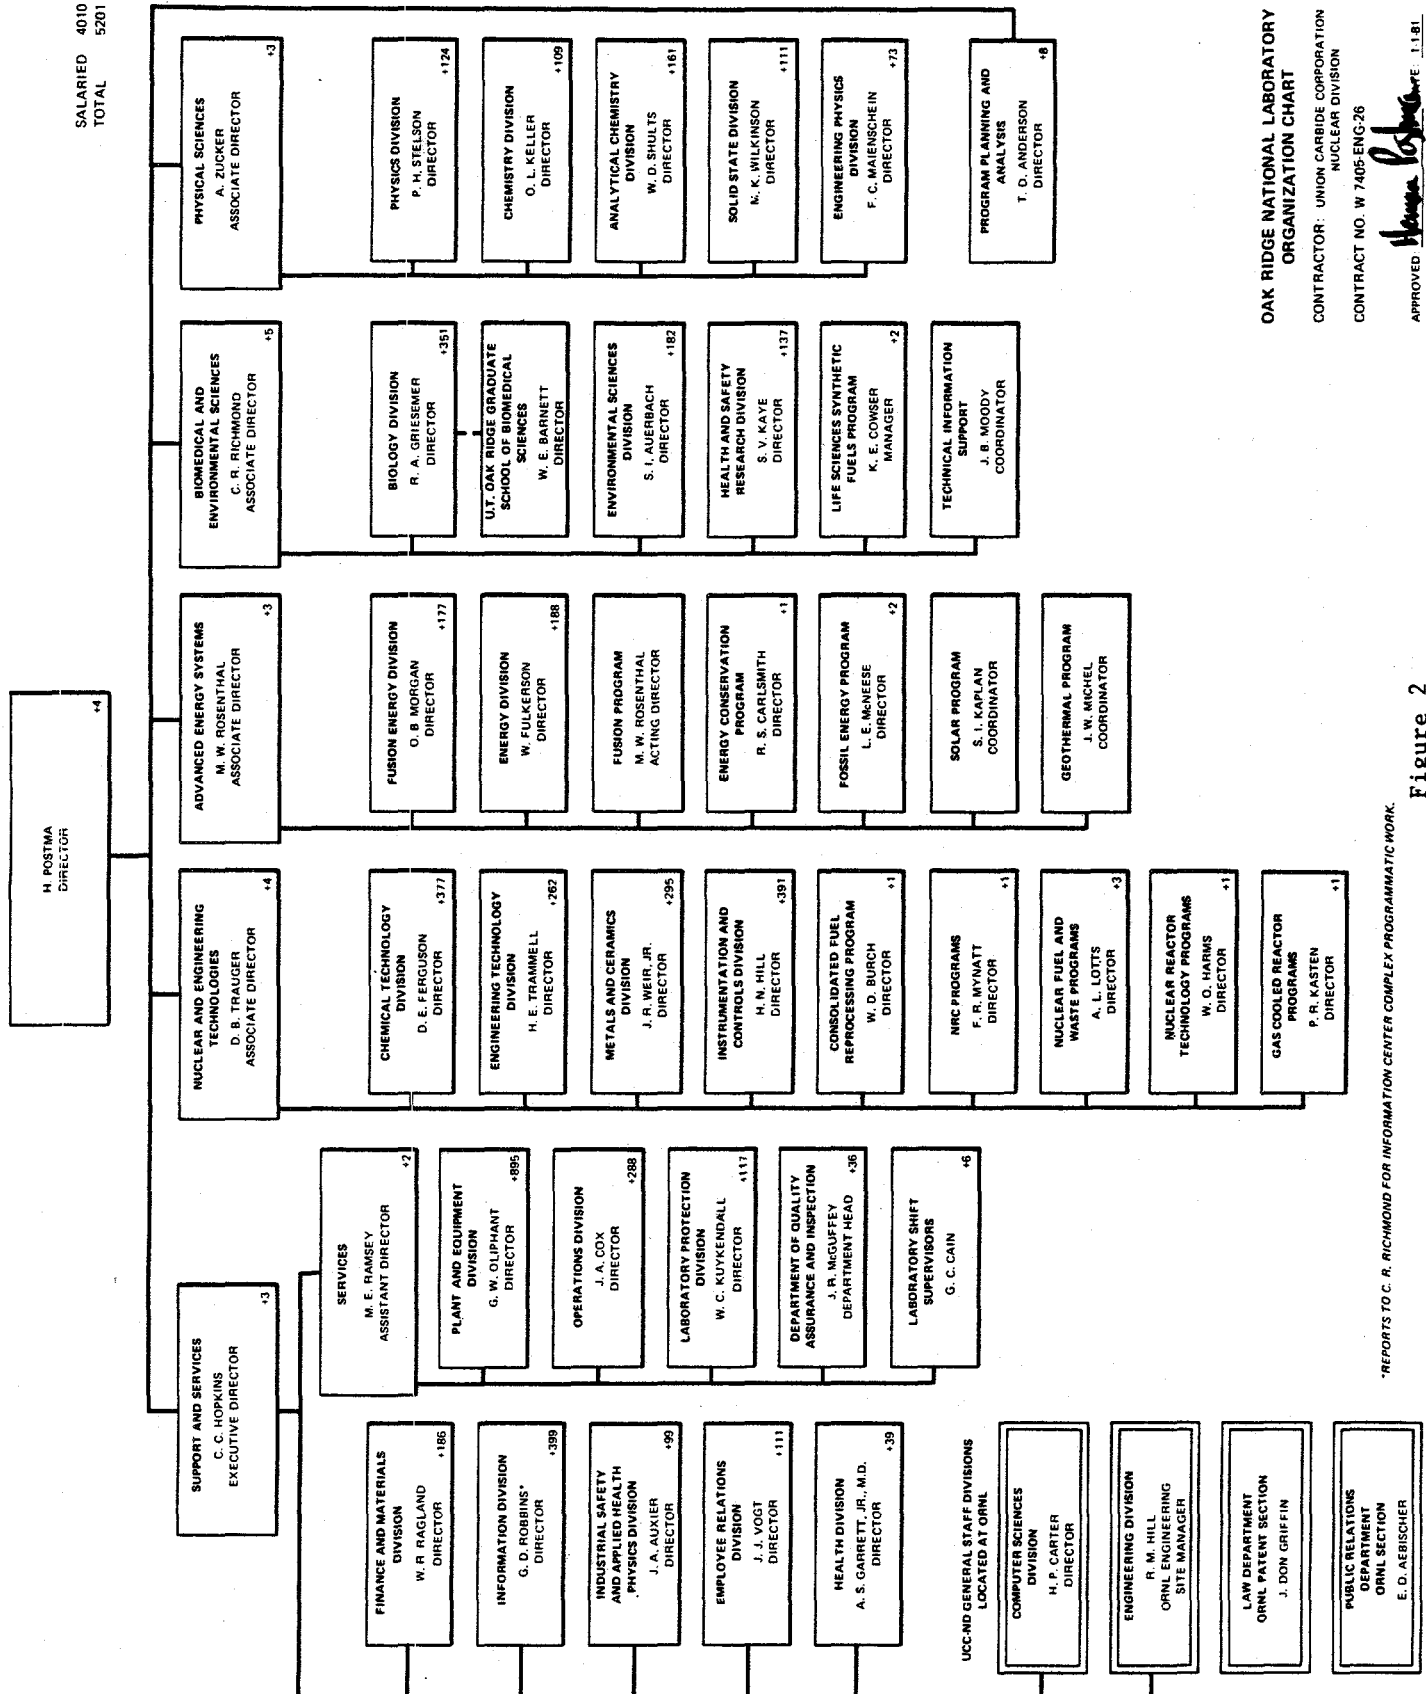 SALARIED 4010
TOTAL 5201
H. POSTMA
DIRECTOR
+4
SUPPORT AND SERVICES
C. C. HOPKINS
EXECUTIVE DIRECTOR
+3
FINANCE AND MATERIALS
DIVISION
W. R. RAGLAND
DIRECTOR
+186
INFORMATION DIVISION
G. D. ROBBINS*
DIRECTOR
+399
INDUSTRIAL SAFETY
AND APPLIED HEALTH
PHYSICS DIVISION
J. A. AUXIER
DIRECTOR
+99
EMPLOYEE RELATIONS
DIVISION
J. J. VOGT
DIRECTOR
+111
HEALTH DIVISION
A. S. GARRETT, JR., M.D.
DIRECTOR
+39
UCC-ND GENERAL STAFF DIVISIONS
LOCATED AT ORNL
COMPUTER SCIENCES
DIVISION
H. P. CARTER
DIRECTOR
ENGINEERING DIVISION
R. M. HILL
ORNL ENGINEERING
SITE MANAGER
LAW DEPARTMENT
ORNL PATENT SECTION
J. DON GRIFFIN
PUBLIC RELATIONS
DEPARTMENT
ORNL SECTION
E. D. AEBISCHER
SERVICES
M. E. RAMSEY
ASSISTANT DIRECTOR
+2
PLANT AND EQUIPMENT
DIVISION
G. W. OLIPHANT
DIRECTOR
+895
OPERATIONS DIVISION
J. A. COX
DIRECTOR
+288
LABORATORY PROTECTION
DIVISION
W. C. KUYKENDALL
DIRECTOR
+117
DEPARTMENT OF QUALITY
ASSURANCE AND INSPECTION
J. R. McGUFFEY
DEPARTMENT HEAD
+36
LABORATORY SHIFT
SUPERVISORS
G. C. CAIN
+6
NUCLEAR AND ENGINEERING
TECHNOLOGIES
D. B. TRAUGER
ASSOCIATE DIRECTOR
+4
CHEMICAL TECHNOLOGY
DIVISION
D. E. FERGUSON
DIRECTOR
+377
ENGINEERING TECHNOLOGY
DIVISION
H. E. TRAMMELL
DIRECTOR
+262
METALS AND CERAMICS
DIVISION
J. R. WEIR, JR.
DIRECTOR
+295
INSTRUMENTATION AND
CONTROLS DIVISION
H. N. HILL
DIRECTOR
+391
CONSOLIDATED FUEL
REPROCESSING PROGRAM
W. D. BURCH
DIRECTOR
+1
NRC PROGRAMS
F. R. MYNATT
DIRECTOR
+1
NUCLEAR FUEL AND
WASTE PROGRAMS
A. L. LOTTS
DIRECTOR
+3
NUCLEAR REACTOR
TECHNOLOGY PROGRAMS
W. O. HARMS
DIRECTOR
+1
GAS COOLED REACTOR
PROGRAMS
P. R. KASTEN
DIRECTOR
+1
ADVANCED ENERGY SYSTEMS
M. W. ROSENTHAL
ASSOCIATE DIRECTOR
+3
FUSION ENERGY DIVISION
O. B MORGAN
DIRECTOR
+177
ENERGY DIVISION
W. FULKERSON
DIRECTOR
+188
FUSION PROGRAM
M. W. ROSENTHAL
ACTING DIRECTOR
ENERGY CONSERVATION
PROGRAM
R. S. CARLSMITH
DIRECTOR
+1
FOSSIL ENERGY PROGRAM
L. E. McNEESE
DIRECTOR
+2
SOLAR PROGRAM
S. I. KAPLAN
COORDINATOR
GEOTHERMAL PROGRAM
J. W. MICHEL
COORDINATOR
BIOMEDICAL AND
ENVIRONMENTAL SCIENCES
C. R. RICHMOND
ASSOCIATE DIRECTOR
+5
BIOLOGY DIVISION
R. A. GRIESEMER
DIRECTOR
+351
U.T. OAK RIDGE GRADUATE
SCHOOL OF BIOMEDICAL
SCIENCES
W. E. BARNETT
DIRECTOR
ENVIRONMENTAL SCIENCES
DIVISION
S. I. AUERBACH
DIRECTOR
+182
HEALTH AND SAFETY
RESEARCH DIVISION
S. V. KAYE
DIRECTOR
+137
LIFE SCIENCES SYNTHETIC
FUELS PROGRAM
K. E. COWSER
MANAGER
+2
TECHNICAL INFORMATION
SUPPORT
J. B. MOODY
COORDINATOR
PHYSICAL SCIENCES
A. ZUCKER
ASSOCIATE DIRECTOR
+3
PHYSICS DIVISION
P. H. STELSON
DIRECTOR
+124
CHEMISTRY DIVISION
O. L. KELLER
DIRECTOR
+109
ANALYTICAL CHEMISTRY
DIVISION
W. D. SHULTS
DIRECTOR
+161
SOLID STATE DIVISION
M. K. WILKINSON
DIRECTOR
+111
ENGINEERING PHYSICS
DIVISION
F. C. MAIENSCHEIN
DIRECTOR
+73
PROGRAM PLANNING AND
ANALYSIS
T. D. ANDERSON
DIRECTOR
+8
*REPORTS TO C. R. RICHMOND FOR INFORMATION CENTER COMPLEX PROGRAMMATIC WORK.
Figure 2
OAK RIDGE NATIONAL LABORATORY
ORGANIZATION CHART
CONTRACTOR: UNION CARBIDE CORPORATION
NUCLEAR DIVISION
CONTRACT NO. W 7405-ENG-26
APPROVED: Herman Postma